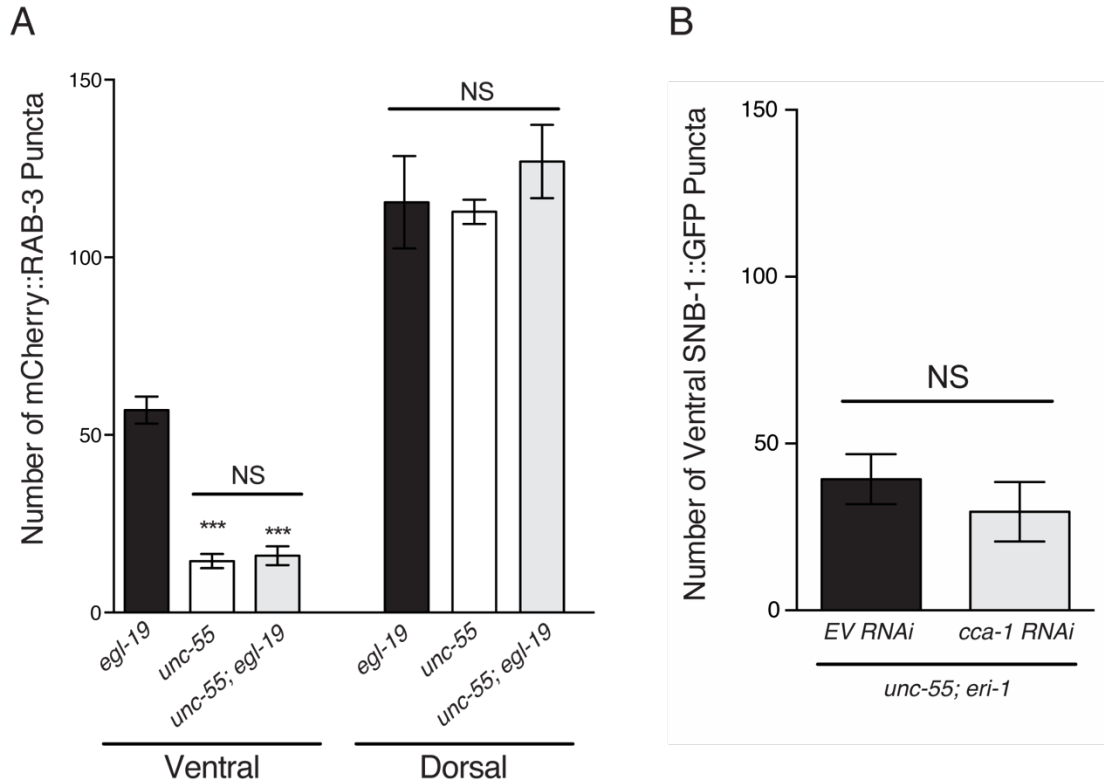 A
Number of mCherry::RAB-3 Puncta
150
100
50
0
NS
NS
***
***
egl-19
unc-55
unc-55; egl-19
egl-19
unc-55
unc-55; egl-19
Ventral
Dorsal
B
Number of Ventral SNB-1::GFP Puncta
150
100
50
0
NS
EV RNAi
cca-1 RNAi
unc-55; eri-1